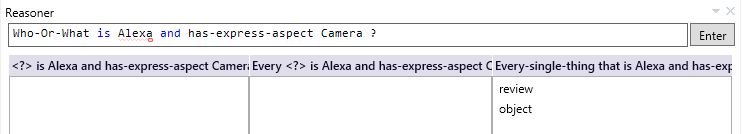 Reasoner
Who-Or-What is Alexa and has-express-aspect Camera ?
Enter
<?> is Alexa and has-express-aspect Camera
Every <?> is Alexa and has-express-aspect C
Every-single-thing that is Alexa and has-exp
review
object